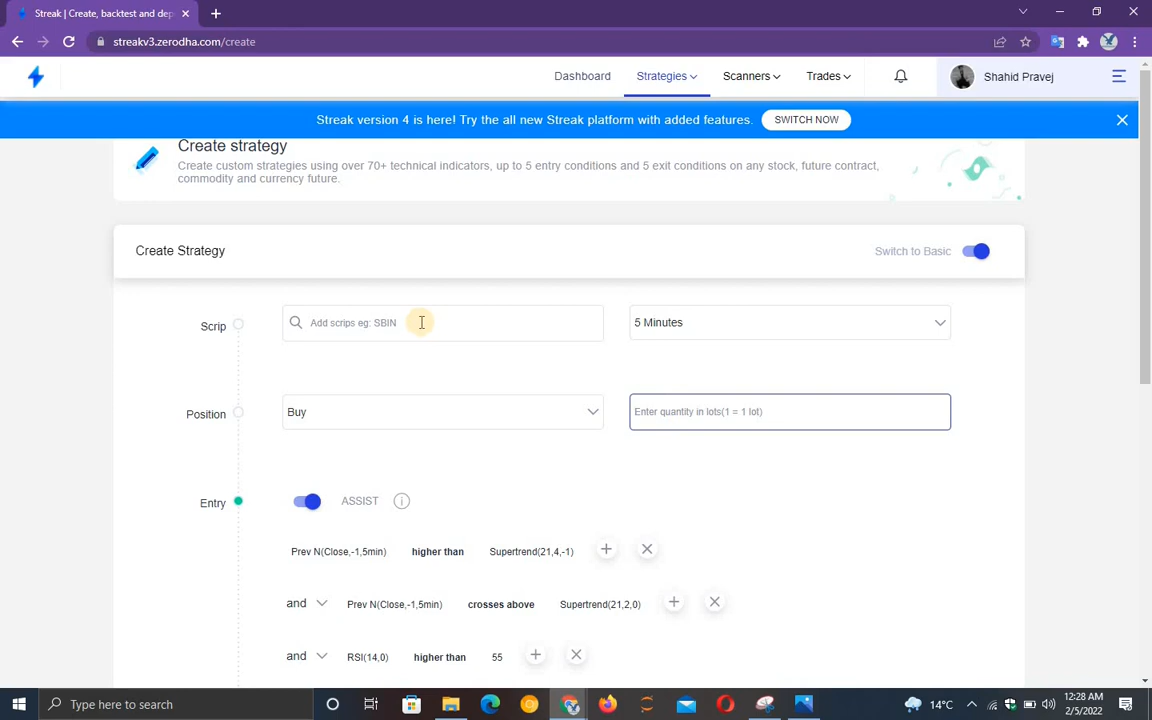 Streak | Create, backtest and dep
streakv3.zerodha.com/create
Dashboard
Strategies
Scanners
Trades
Shahid Pravej
Streak version 4 is here! Try the all new Streak platform with added features.
SWITCH NOW
Create strategy
Create custom strategies using over 70+ technical indicators, up to 5 entry conditions and 5 exit conditions on any stock, future contract,
commodity and currency future.
Create Strategy
Switch to Basic
Scrip
Add scrips eg: SBIN
5 Minutes
Position
Buy
Enter quantity in lots(1 = 1 lot)
Entry
ASSIST
Prev N(Close,-1,5min) higher than Supertrend(21,4,-1)
and Prev N(Close,-1,5min) crosses above Supertrend(21,2,0)
and RSI(14,0) higher than 55
Type here to search
14°C
12:28 AM
2/5/2022